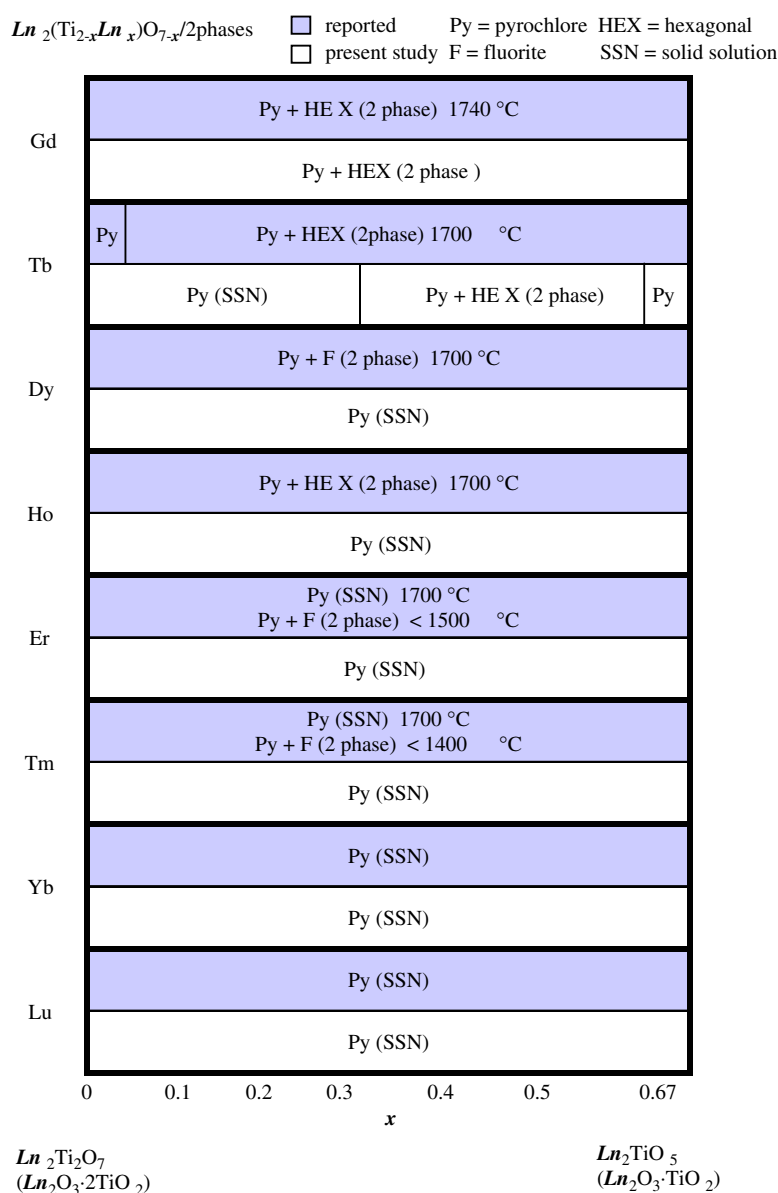 Ln 2(Ti2-xLn x)O7-x/2phases
reported Py = pyrochlore HEX = hexagonal
present study F = fluorite SSN = solid solution
Gd
Py + HE X (2 phase) 1740 °C
Py + HEX (2 phase )
Tb
Py
Py + HEX (2phase) 1700 °C
Py (SSN)
Py + HE X (2 phase)
Py
Dy
Py + F (2 phase) 1700 °C
Py (SSN)
Ho
Py + HE X (2 phase) 1700 °C
Py (SSN)
Er
Py (SSN) 1700 °C
Py + F (2 phase) < 1500 °C
Py (SSN)
Tm
Py (SSN) 1700 °C
Py + F (2 phase) < 1400 °C
Py (SSN)
Yb
Py (SSN)
Py (SSN)
Lu
Py (SSN)
Py (SSN)
0 0.1 0.2 0.3 0.4 0.5 0.67
x
Ln 2Ti2O7
(Ln2O3·2TiO 2)
Ln2TiO 5
(Ln2O3·TiO 2)